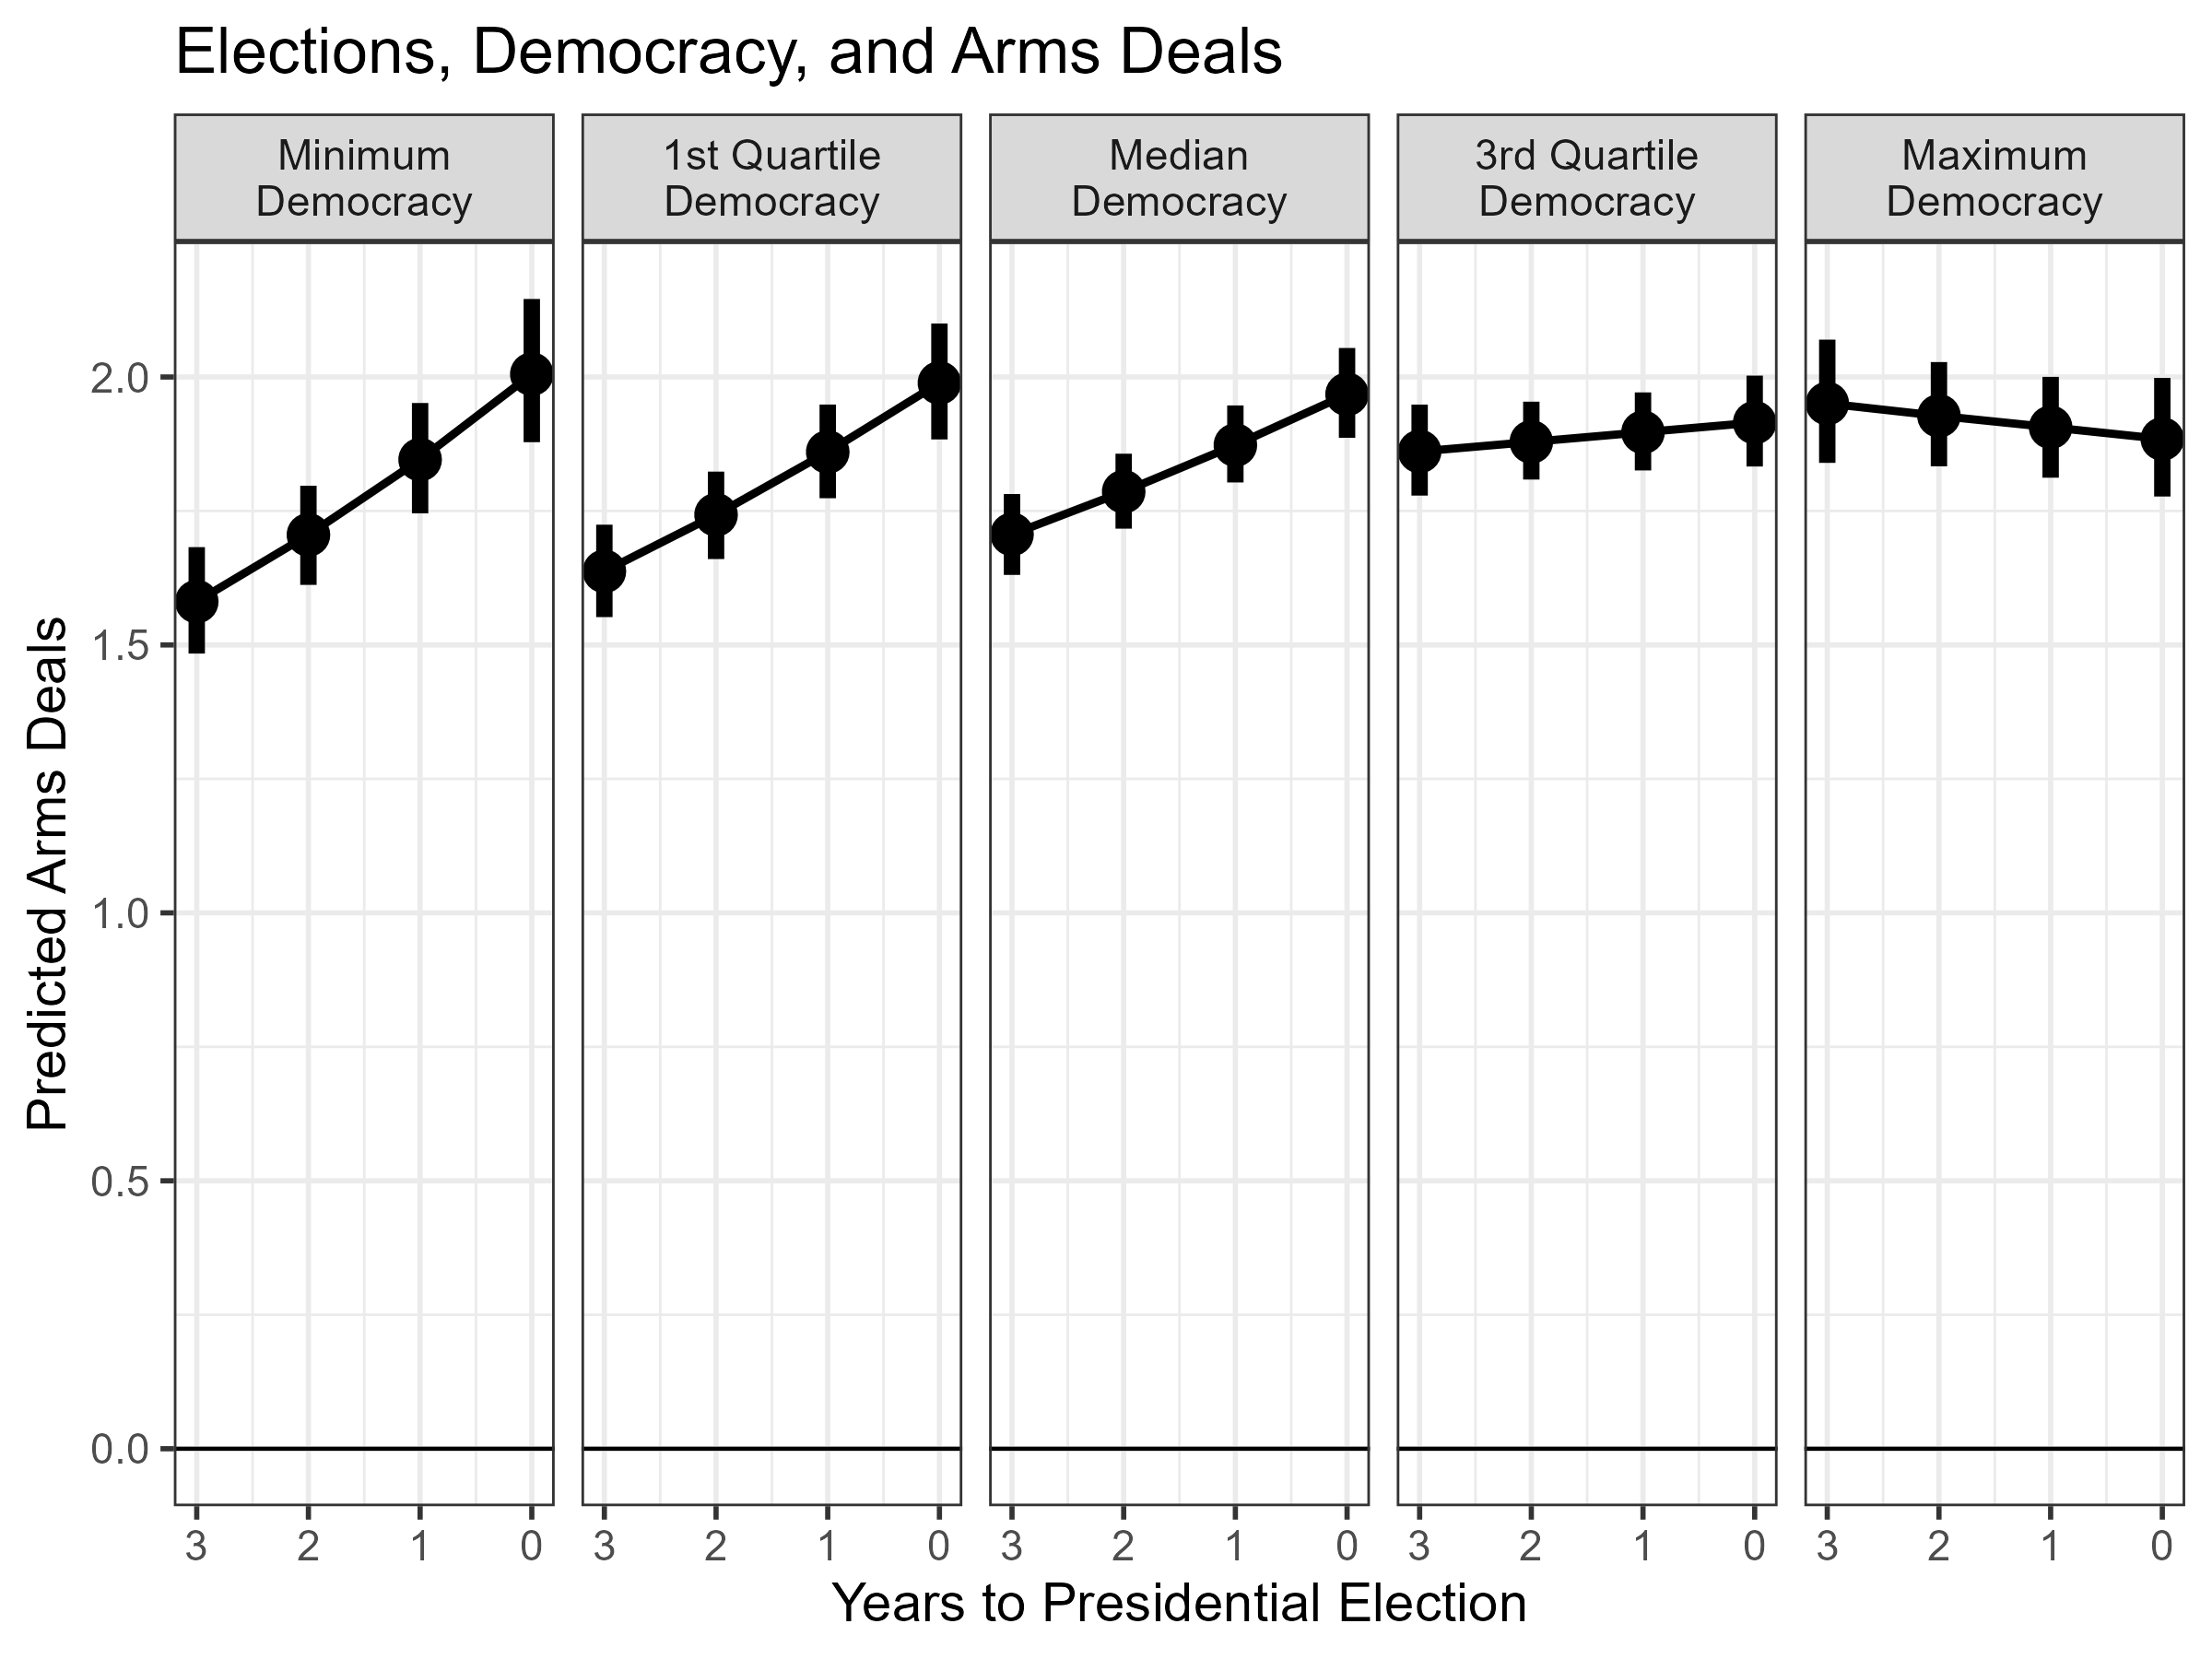 Elections, Democracy, and Arms Deals
Minimum
Democracy
1st Quartile
Democracy
Median
Democracy
3rd Quartile
Democracy
Maximum
Democracy
Predicted Arms Deals
2.0
1.5
1.0
0.5
0.0
3 2 1 0 3 2 1 0 3 2 1 0 3 2 1 0 3 2 1 0
Years to Presidential Election